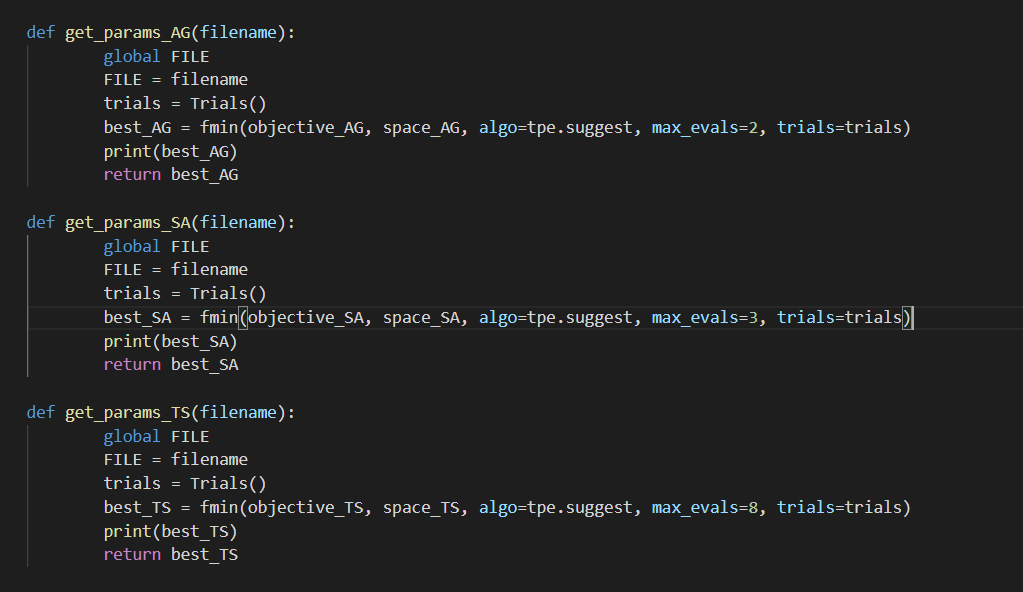 def get_params_AG(filename):
global FILE
FILE = filename
trials = Trials()
best_AG = fmin(objective_AG, space_AG, algo=tpe.suggest, max_evals=2, trials=trials)
print(best_AG)
return best_AG
def get_params_SA(filename):
global FILE
FILE = filename
trials = Trials()
best_SA = fmin(objective_SA, space_SA, algo=tpe.suggest, max_evals=3, trials=trials)
print(best_SA)
return best_SA
def get_params_TS(filename):
global FILE
FILE = filename
trials = Trials()
best_TS = fmin(objective_TS, space_TS, algo=tpe.suggest, max_evals=8, trials=trials)
print(best_TS)
return best_TS